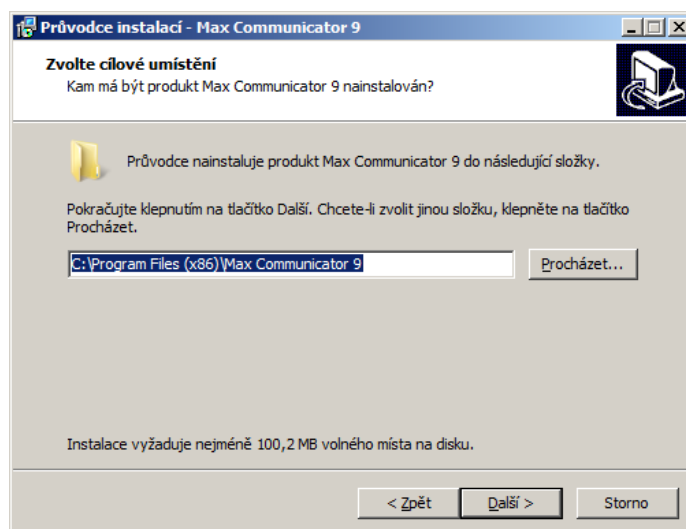 Průvodce instalací - Max Communicator 9
Zvolte cílové umístění
Kam má být produkt Max Communicator 9 nainstalován?
Průvodce nainstaluje produkt Max Communicator 9 do následující složky.
Pokračujte klepnutím na tlačítko Další. Chcete-li zvolit jinou složku, klepněte na tlačítko
Procházet.
C:\Program Files (x86)\Max Communicator 9
Procházet...
Instalace vyžaduje nejméně 100,2 MB volného místa na disku.
< Zpět
Další >
Storno